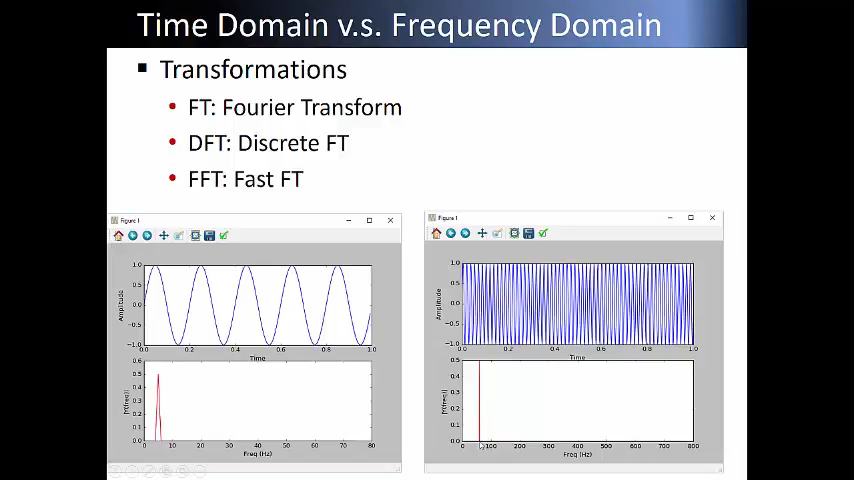 Time Domain v.s. Frequency Domain
Transformations
FT: Fourier Transform
DFT: Discrete FT
FFT: Fast FT
Figure 1
1.0
0.5
0.0
−0.5
−1.0
Amplitude
0.0 0.2 0.4 0.6 0.8 1.0
Time
0.6
0.5
0.4
0.3
0.2
0.1
0.0
|Y(freq)|
0 10 20 30 40 50 60 70 80
Freq (Hz)
Figure 1
1.0
0.5
0.0
−0.5
−1.0
Amplitude
0.0 0.2 0.4 0.6 0.8 1.0
Time
0.5
0.4
0.3
0.2
0.1
0.0
|Y(freq)|
0 100 200 300 400 500 600 700 800
Freq (Hz)